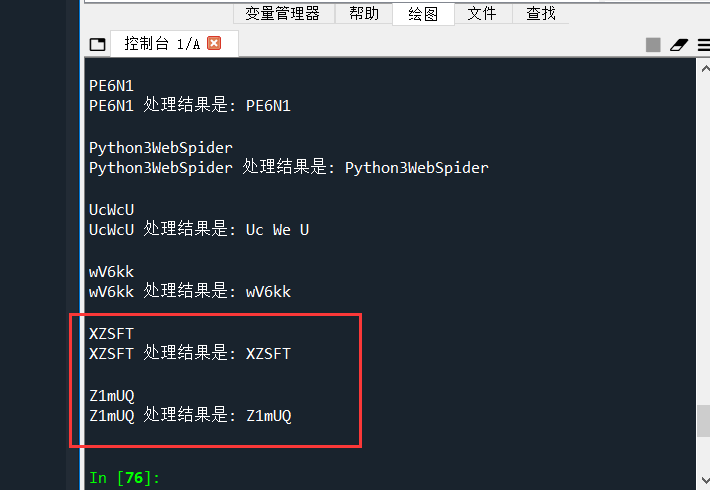 变量管理器 帮助 绘图 文件 查找
控制台 1/A
PE6N1
PE6N1 处理结果是: PE6N1
Python3WebSpider
Python3WebSpider 处理结果是: Python3WebSpider
UcWcU
UcWcU 处理结果是: Uc We U
wV6kk
wV6kk 处理结果是: wV6kk
XZSFT
XZSFT 处理结果是: XZSFT
Z1mUQ
Z1mUQ 处理结果是: Z1mUQ
In [76]: